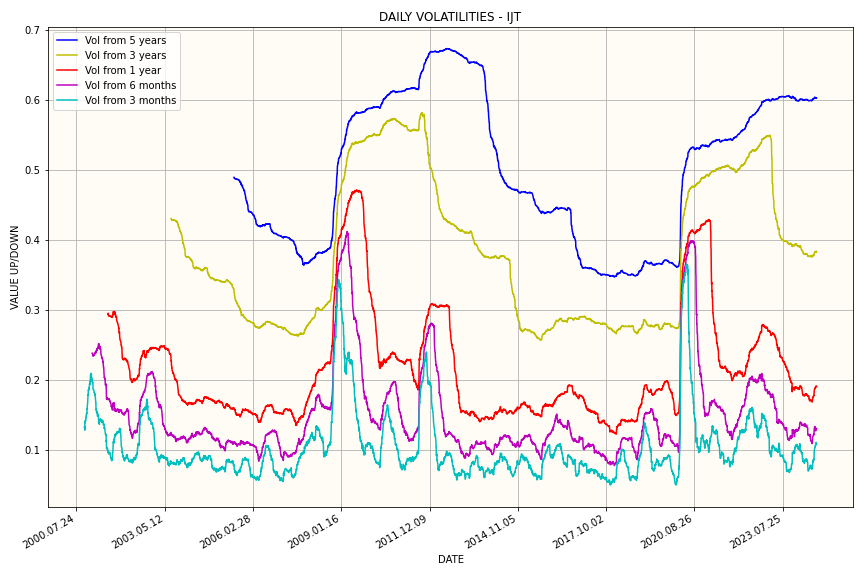 DAILY VOLATILITIES - IJT
Vol from 5 years
Vol from 3 years
Vol from 1 year
Vol from 6 months
Vol from 3 months
VALUE UP/DOWN
0.7
0.6
0.5
0.4
0.3
0.2
0.1
2000.07.24
2003.05.12
2006.02.28
2009.01.16
2011.12.09
2014.11.05
2017.10.02
2020.08.26
2023.07.25
DATE